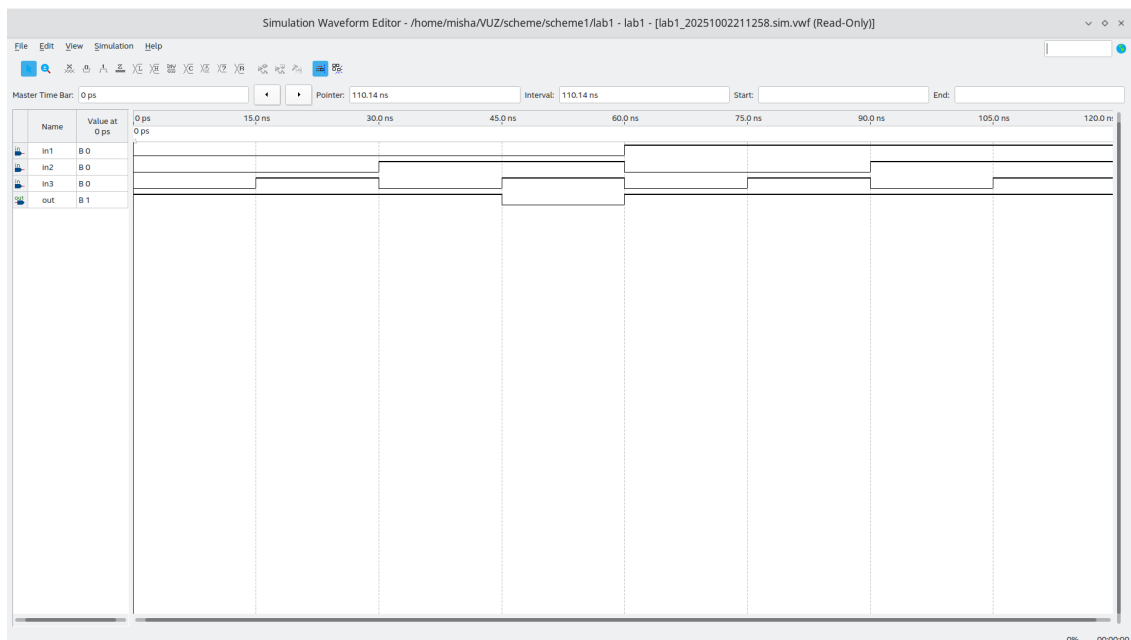 Simulation Waveform Editor - /home/misha/VUZ/scheme/scheme1/lab1 - lab1 - [lab1_20251002211258.sim.vwf (Read-Only)]
File Edit View Simulation Help
Master Time Bar: 0 ps Pointer: 110.14 ns Interval: 110.14 ns Start: End:
Name Value at 0 ps
0 ps 15.0 ns 30.0 ns 45.0 ns 60.0 ns 75.0 ns 90.0 ns 105.0 ns 120.0 ns
0 ps
in1 B 0
in2 B 0
in3 B 0
out B 1
0% 00:00:00